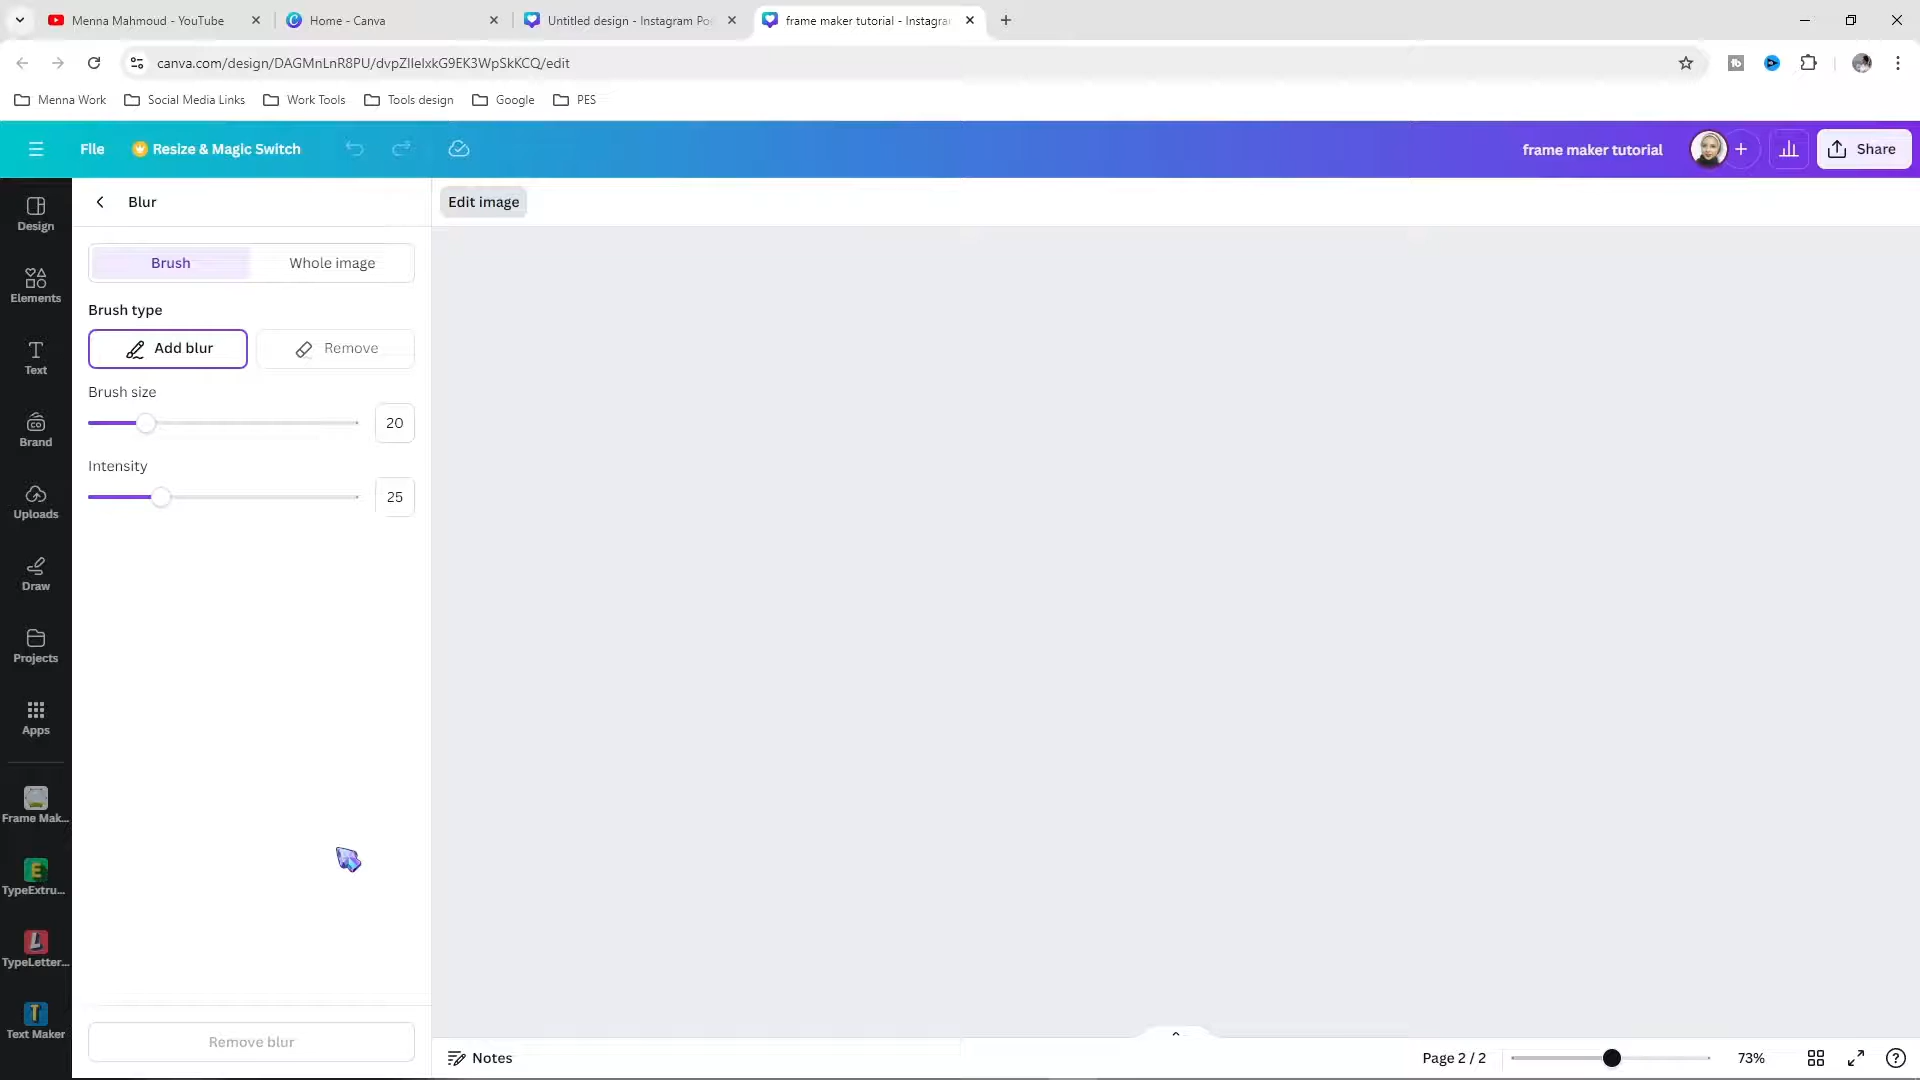 Menna Mahmoud - YouTube
Home - Canva
Untitled design - Instagram Po
frame maker tutorial - Instagra
canva.com/design/DAGMnLnR8PU/dvpZIleIxkG9EK3WpSkKCQ/edit
Menna Work
Social Media Links
Work Tools
Tools design
Google
PES
File
Resize & Magic Switch
frame maker tutorial
Share
Design
Elements
Text
Brand
Uploads
Draw
Projects
Apps
Frame Mak...
TypeExtru...
TypeLetter...
Text Maker
Blur
Edit image
Brush
Whole image
Brush type
Add blur
Remove
Brush size
20
Intensity
25
Remove blur
Notes
Page 2 / 2
73%